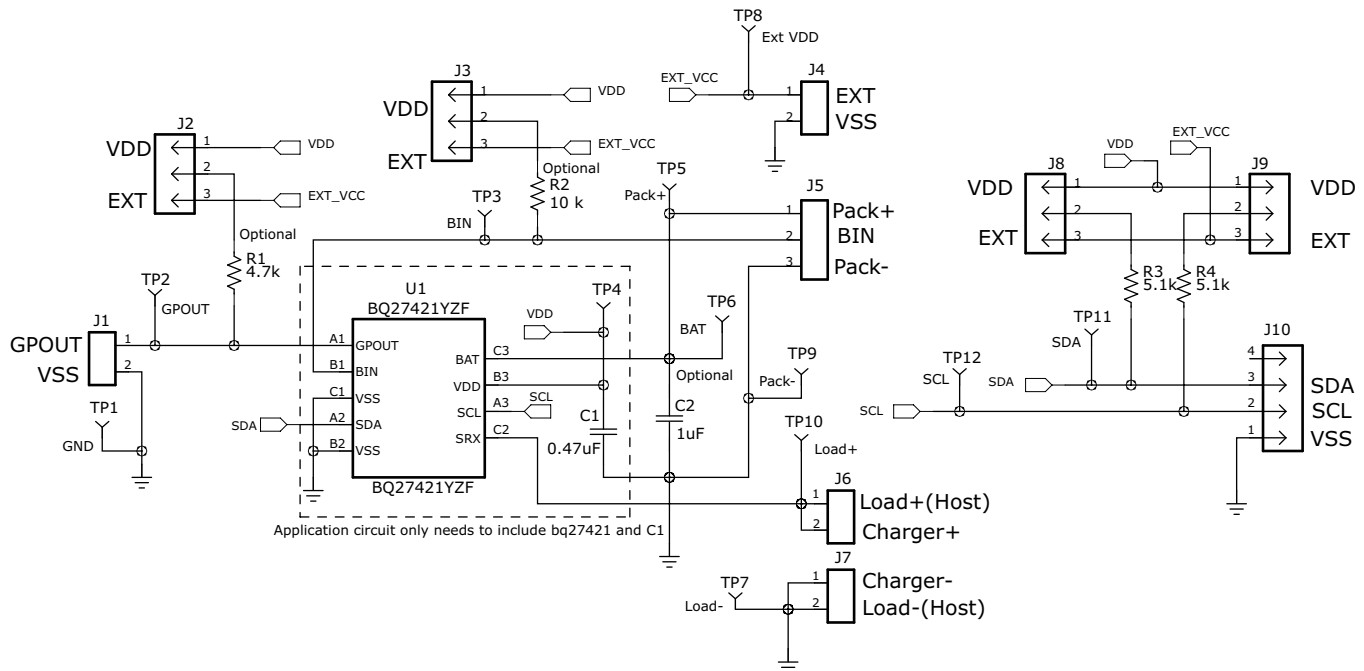 TP8
Ext VDD
J3
EXT_VCC
J4
1
EXT
2
VSS
VDD
1
VDD
2
EXT
3
EXT_VCC
J2
VDD
1
VDD
2
EXT
3
EXT_VCC
Optional
R2
10 k
TP3
BIN
TP5
Pack+
J5
1
Pack+
2
BIN
3
Pack-
EXT_VCC
VDD
J8
J9
VDD
1
1
VDD
2
2
EXT
3
3
EXT
Optional
R1
4.7k
R3
5.1k
R4
5.1k
TP2
GPOUT
J1
GPOUT
1
VSS
2
TP1
GND
U1
BQ27421YZF
A1
GPOUT
B1
BIN
C1
VSS
A2
SDA
SDA
B2
VSS
BAT
C3
VDD
B3
SCL
A3
SCL
SRX
C2
BQ27421YZF
TP4
VDD
C1
0.47uF
TP6
BAT
Optional
C2
1uF
TP9
Pack-
TP10
Load+
J6
1
Load+(Host)
2
Charger+
Application circuit only needs to include bq27421 and C1
J7
1
Charger-
2
Load-(Host)
TP7
Load-
TP11
SDA
TP12
SCL
SDA
SCL
J10
4
3
SDA
2
SCL
1
VSS